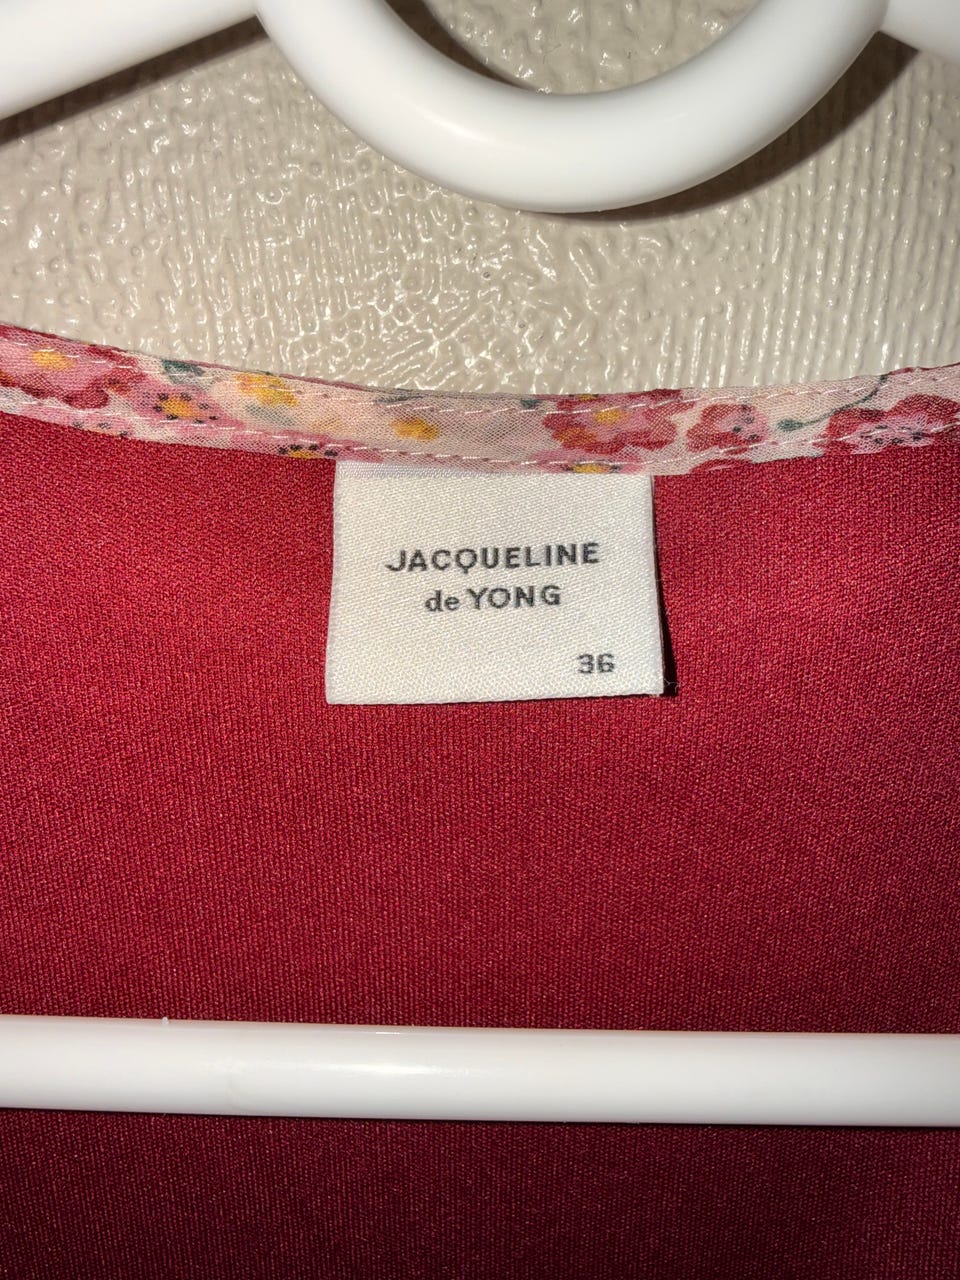 JACQUELINE
de YONG
36